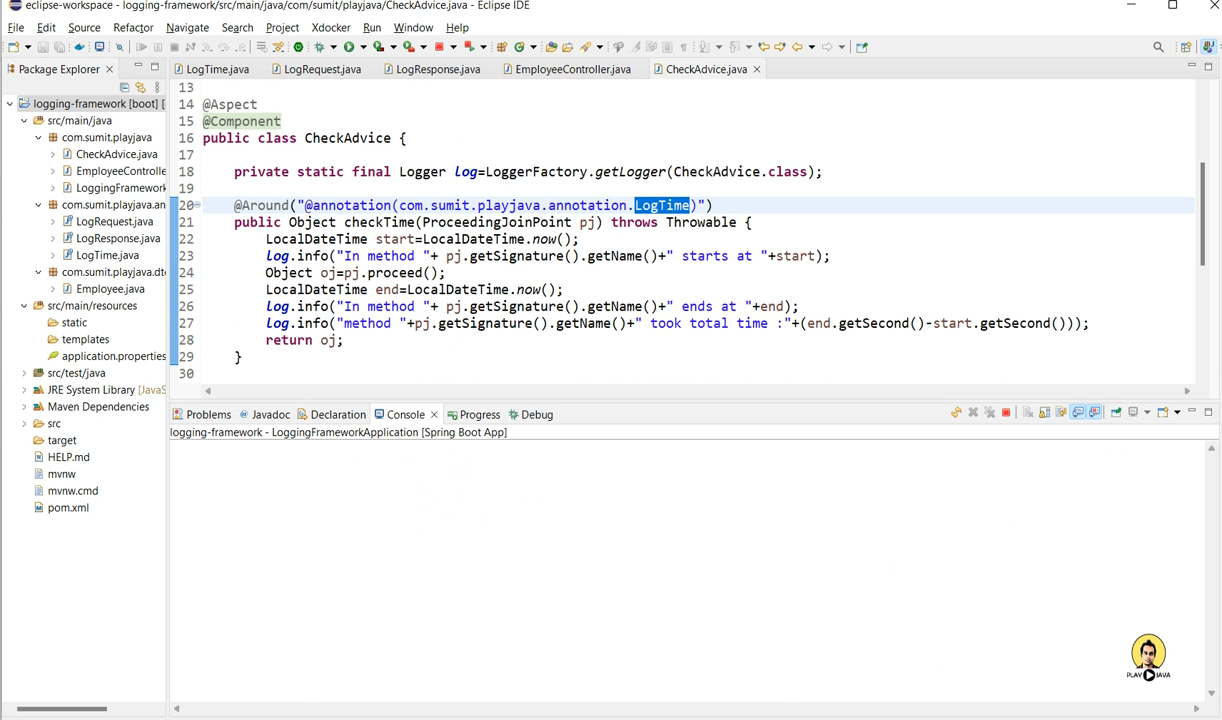 eclipse-workspace - logging-framework/src/main/java/com/sumit/playjava/CheckAdvice.java - Eclipse IDE
File Edit Source Refactor Navigate Search Project Xdocker Run Window Help
Package Explorer
logging-framework [boot] [
src/main/java
com.sumit.playjava
CheckAdvice.java
EmployeeControlle
LoggingFramework
com.sumit.playjava.an
LogRequest.java
LogResponse.java
LogTime.java
com.sumit.playjava.dto
Employee.java
src/main/resources
static
templates
application.properties
src/test/java
JRE System Library [JavaS
Maven Dependencies
src
target
HELP.md
mvnw
mvnw.cmd
pom.xml
LogTime.java LogRequest.java LogResponse.java EmployeeController.java CheckAdvice.java
13
14 @Aspect
15 @Component
16 public class CheckAdvice {
17
18 private static final Logger log=LoggerFactory.getLogger(CheckAdvice.class);
19
20 @Around("@annotation(com.sumit.playjava.annotation.LogTime)")
21 public Object checkTime(ProceedingJoinPoint pj) throws Throwable {
22 LocalDateTime start=LocalDateTime.now();
23 log.info("In method "+ pj.getSignature().getName()+" starts at "+start);
24 Object oj=pj.proceed();
25 LocalDateTime end=LocalDateTime.now();
26 log.info("In method "+ pj.getSignature().getName()+" ends at "+end);
27 log.info("method "+pj.getSignature().getName()+" took total time :"+(end.getSecond()-start.getSecond()));
28 return oj;
29 }
30
Problems Javadoc Declaration Console Progress Debug
logging-framework - LoggingFrameworkApplication [Spring Boot App]
PLAY JAVA